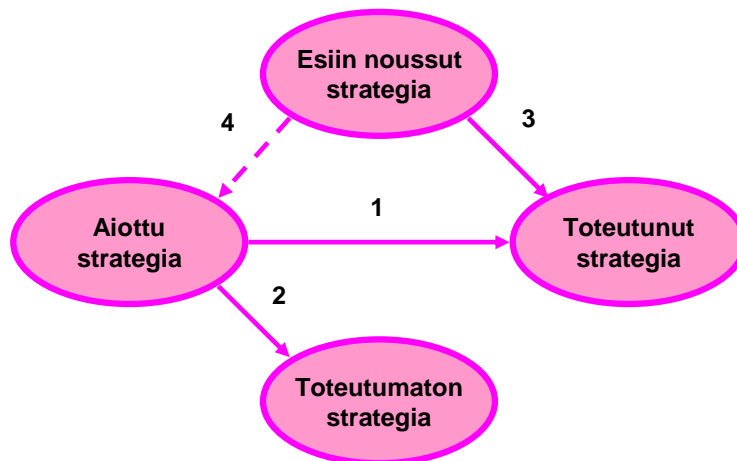 Esiin noussut
strategia
4
3
Aiottu
strategia
1
Toteutunut
strategia
2
Toteutumaton
strategia